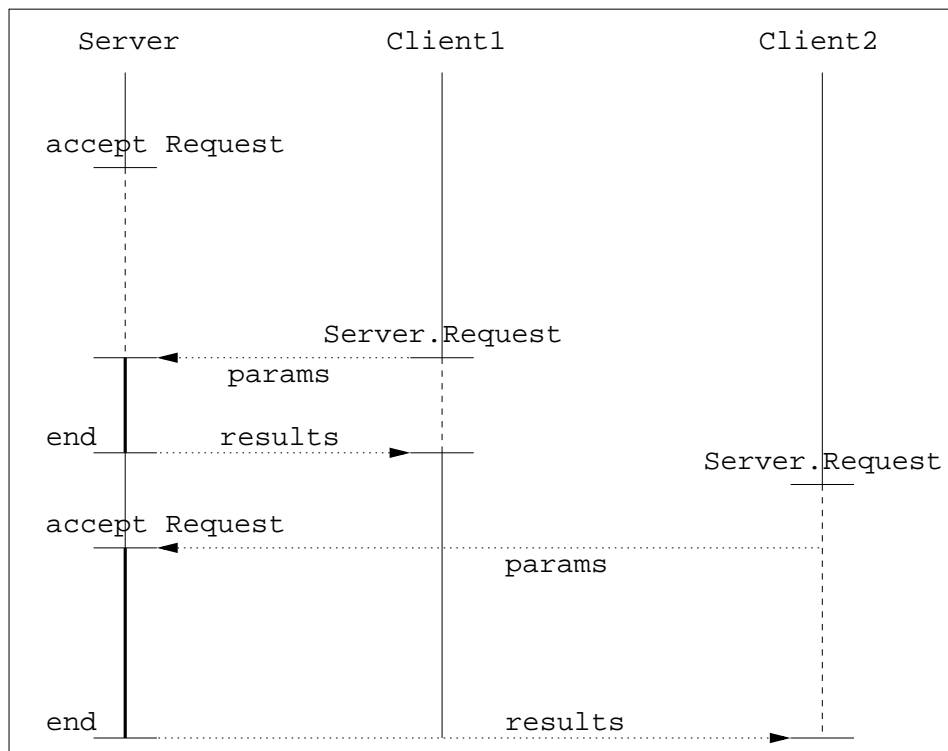 Server Client1 Client2
accept Request
Server.Request
params
end results
Server.Request
accept Request
params
end results